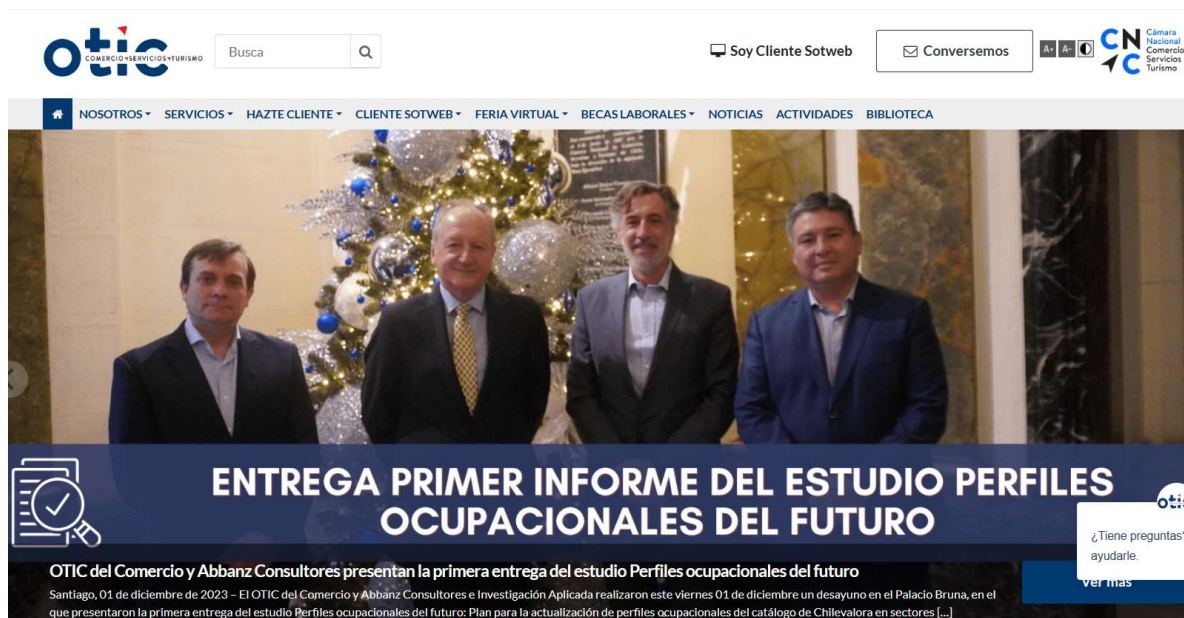 otic
COMERCIO•SERVICIOS•TURISMO
Busca
Soy Cliente Sotweb
Conversemos
A+ A-
CNC
Cámara
Nacional
Comercio
Servicios
Turismo
NOSOTROS SERVICIOS HAZTE CLIENTE CLIENTE SOTWEB FERIA VIRTUAL BECAS LABORALES NOTICIAS ACTIVIDADES BIBLIOTECA
ENTREGA PRIMER INFORME DEL ESTUDIO PERFILES
OCUPACIONALES DEL FUTURO
otic
¿Tiene preguntas?
ayudarle.
OTIC del Comercio y Abbanz Consultores presentan la primera entrega del estudio Perfiles ocupacionales del futuro
Ver más
Santiago, 01 de diciembre de 2023 – El OTIC del Comercio y Abbanz Consultores e Investigación Aplicada realizaron este viernes 01 de diciembre un desayuno en el Palacio Bruna, en el
que presentaron la primera entrega del estudio Perfiles ocupacionales del futuro: Plan para la actualización de perfiles ocupacionales del catálogo de Chilevalora en sectores [...]